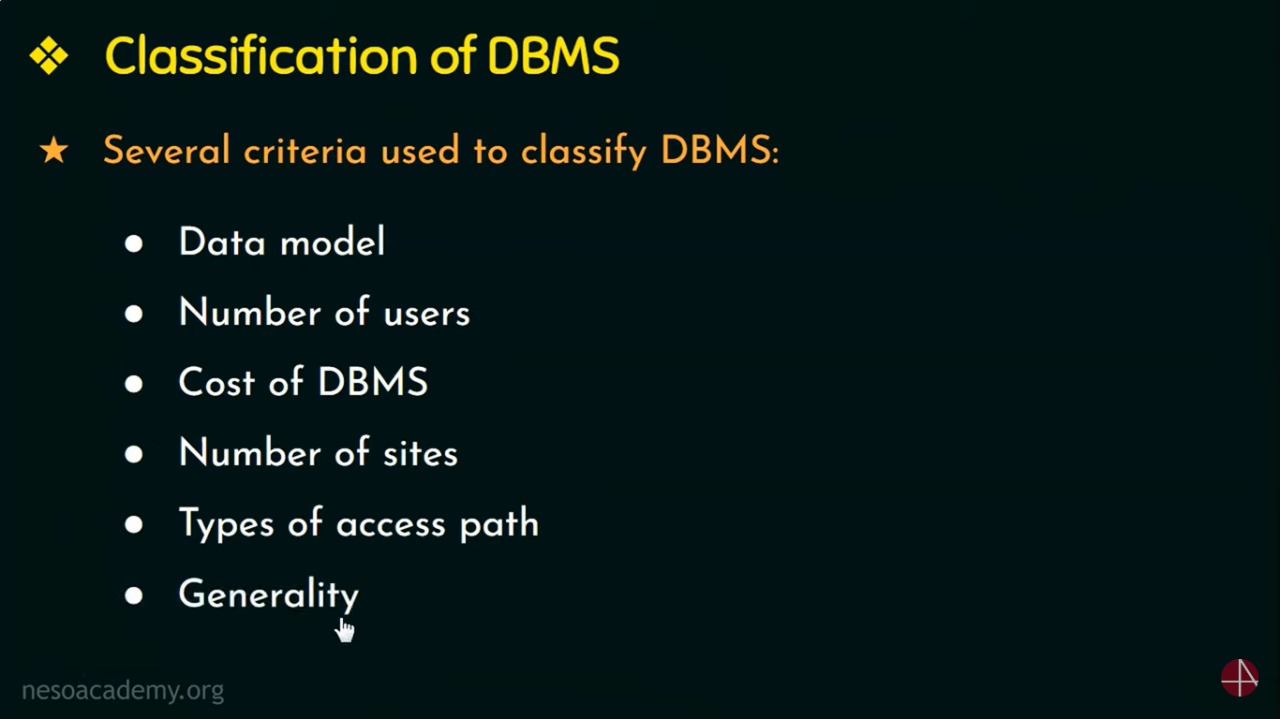 Classification of DBMS
Several criteria used to classify DBMS:
Data model
Number of users
Cost of DBMS
Number of sites
Types of access path
Generality
nesoacademy.org